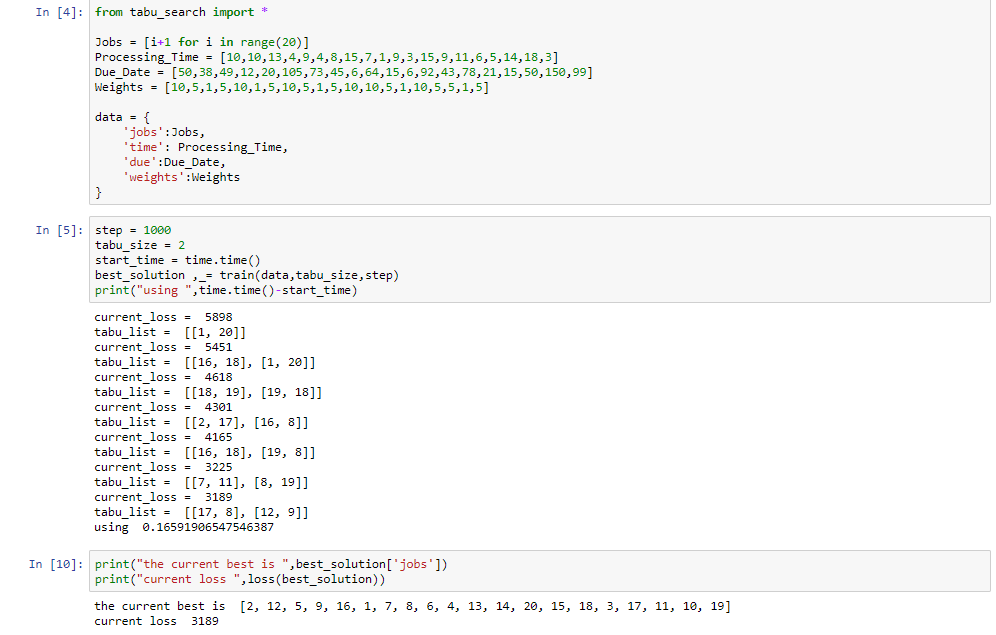 In [4]: from tabu_search import *
Jobs = [i+1 for i in range(20)]
Processing_Time = [10,10,13,4,9,4,8,15,7,1,9,3,15,9,11,6,5,14,18,3]
Due_Date = [50,38,49,12,20,105,73,45,6,64,15,6,92,43,78,21,15,50,150,99]
Weights = [10,5,1,5,10,1,5,10,5,1,5,10,10,5,1,10,5,5,1,5]
data = {
'jobs':Jobs,
'time': Processing_Time,
'due':Due_Date,
'weights':Weights
}
In [5]: step = 1000
tabu_size = 2
start_time = time.time()
best_solution ,_= train(data,tabu_size,step)
print("using ",time.time()-start_time)
current_loss =  5898
tabu_list =  [[1, 20]]
current_loss =  5451
tabu_list =  [[16, 18], [1, 20]]
current_loss =  4618
tabu_list =  [[18, 19], [19, 18]]
current_loss =  4301
tabu_list =  [[2, 17], [16, 8]]
current_loss =  4165
tabu_list =  [[16, 18], [19, 8]]
current_loss =  3225
tabu_list =  [[7, 11], [8, 19]]
current_loss =  3189
tabu_list =  [[17, 8], [12, 9]]
using  0.16591906547546387
In [10]: print("the current best is ",best_solution['jobs'])
print("current loss ",loss(best_solution))
the current best is  [2, 12, 5, 9, 16, 1, 7, 8, 6, 4, 13, 14, 20, 15, 18, 3, 17, 11, 10, 19]
current loss  3189